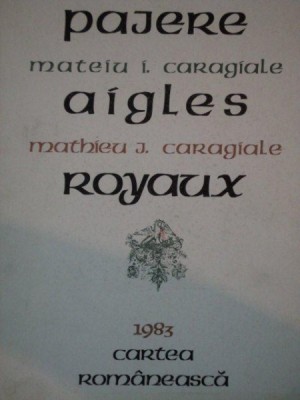 pajere
mateiu i. caragiale
aigles
mathieu j. caragiale
royaux
1983
cartea
românească